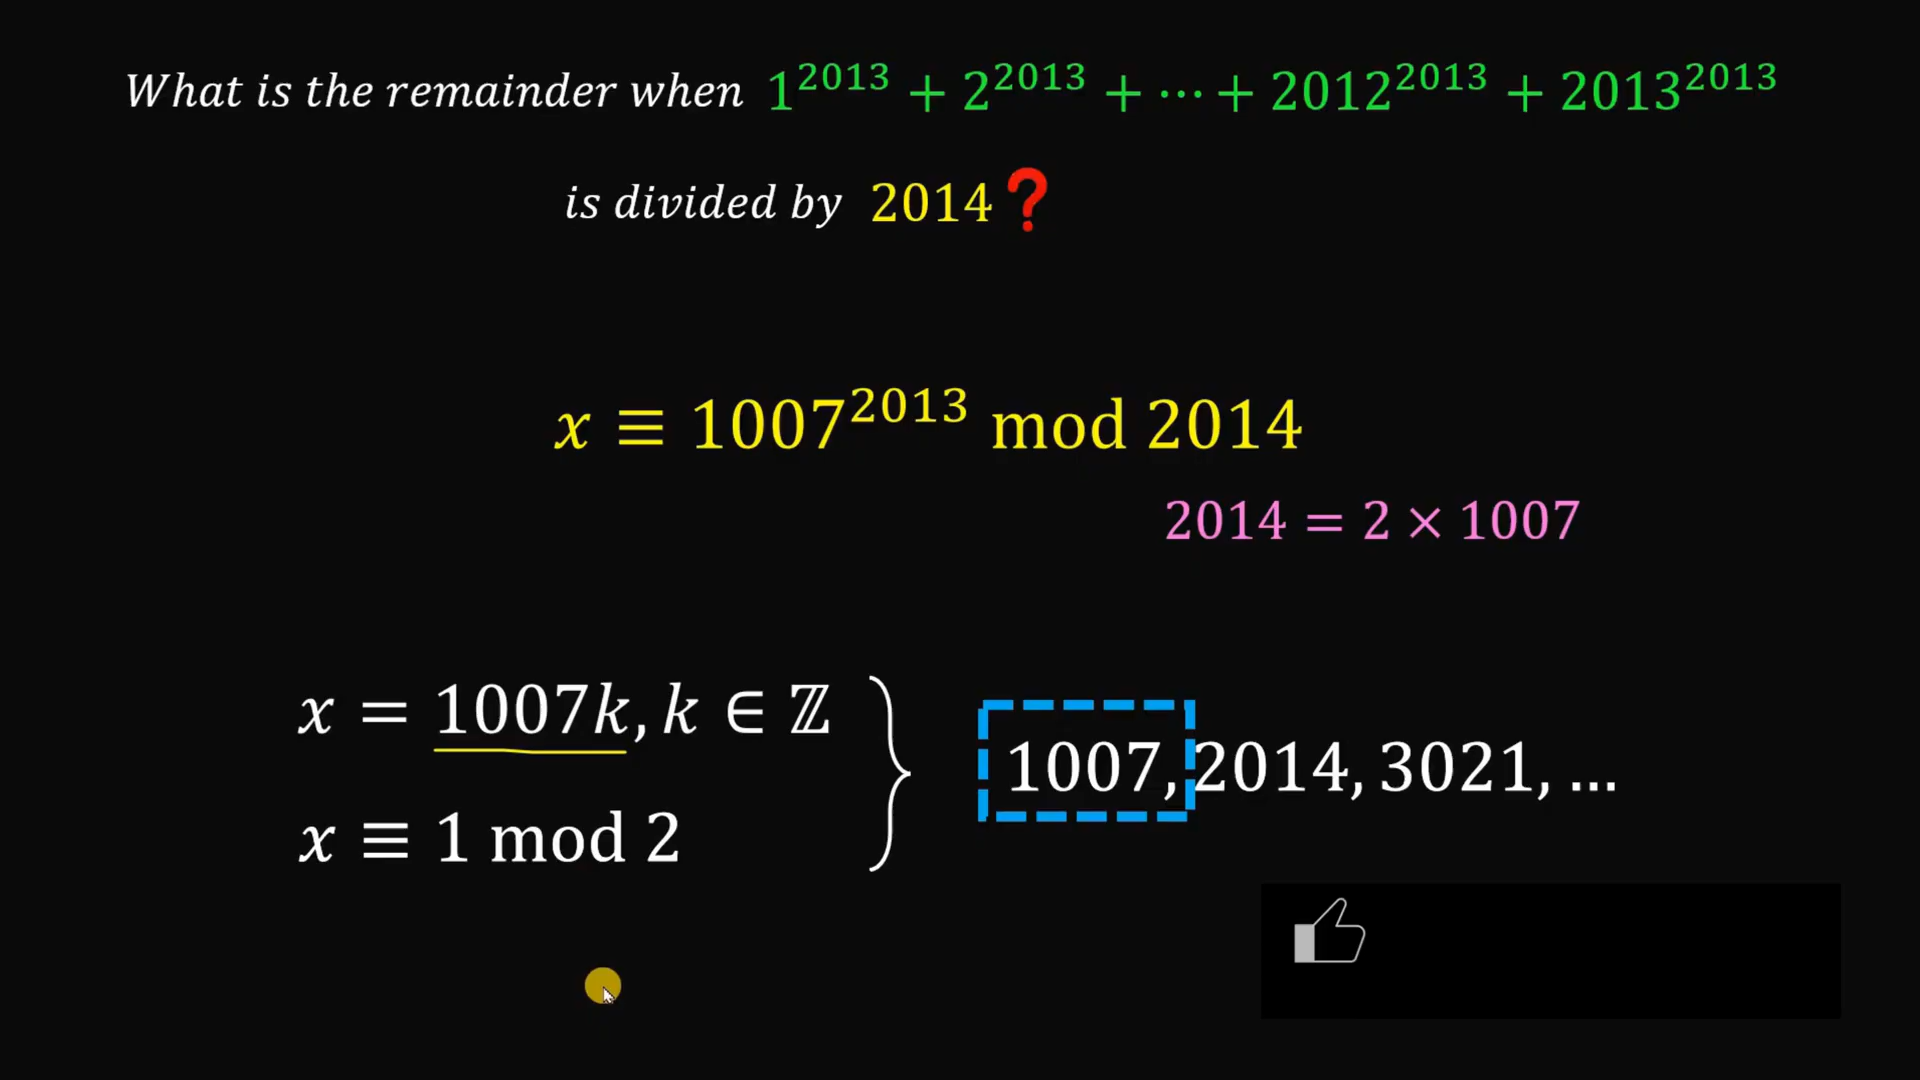 What is the remainder when 1^2013 + 2^2013 + ⋯ + 2012^2013 + 2013^2013
is divided by 2014❓
x ≡ 1007^2013 mod 2014
2014 = 2 × 1007
x = 1007k, k ∈ ℤ
1007, 2014, 3021, …
x ≡ 1 mod 2